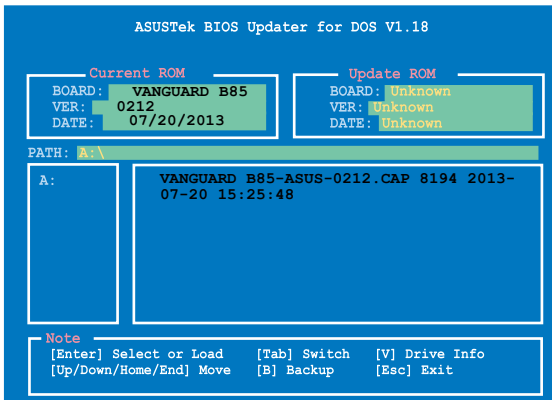 ASUSTek BIOS Updater for DOS V1.18
Current ROM
BOARD: VANGUARD B85
VER: 0212
DATE: 07/20/2013
Update ROM
BOARD: Unknown
VER: Unknown
DATE: Unknown
PATH: A:\
A:
VANGUARD B85-ASUS-0212.CAP 8194 2013-
07-20 15:25:48
Note
[Enter] Select or Load [Tab] Switch [V] Drive Info
[Up/Down/Home/End] Move [B] Backup [Esc] Exit